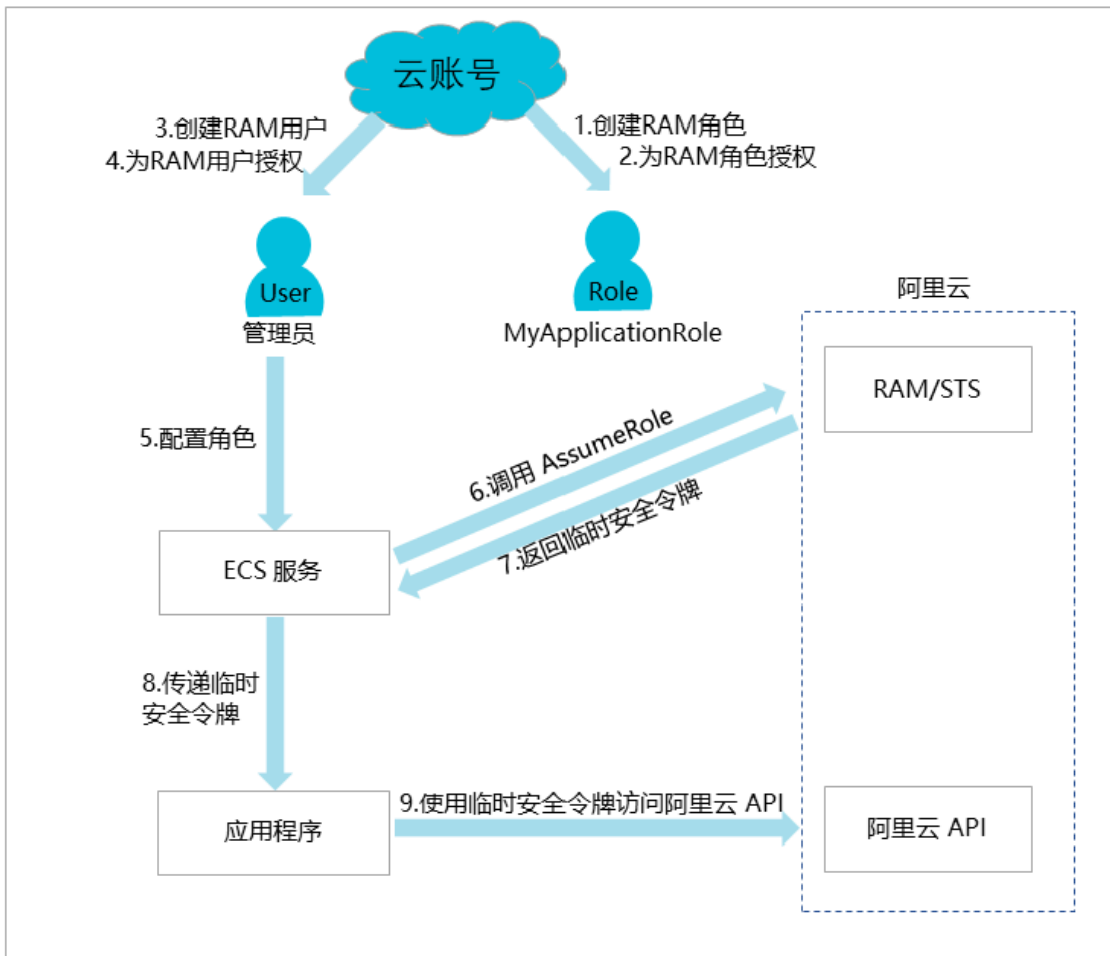 云账号
3.创建RAM用户
4.为RAM用户授权
1.创建RAM角色
2.为RAM角色授权
User
管理员
Role
MyApplicationRole
阿里云
RAM/STS
5.配置角色
6.调用 AssumeRole
7.返回临时安全令牌
ECS 服务
8.传递临时
安全令牌
应用程序
9.使用临时安全令牌访问阿里云 API
阿里云 API